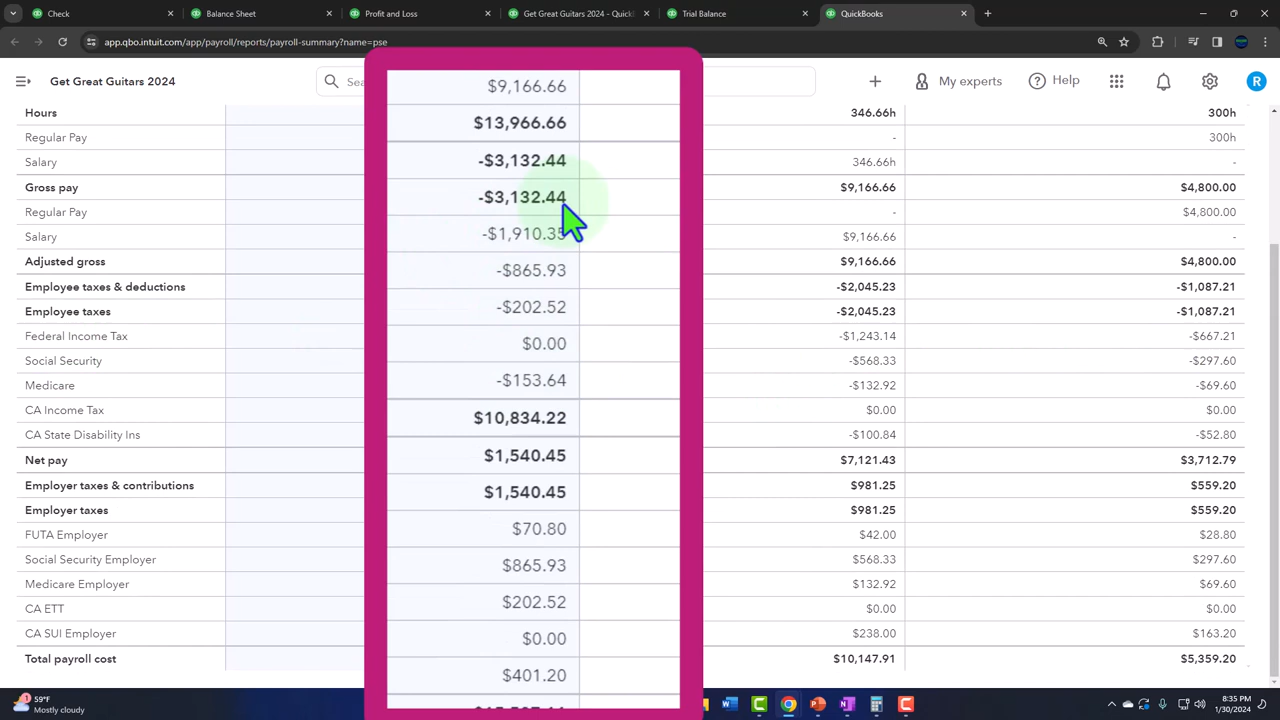 Check
Balance Sheet
Profit and Loss
Get Great Guitars 2024 - Quick
Trial Balance
QuickBooks
app.qbo.intuit.com/app/payroll/reports/payroll-summary?name=pse
Get Great Guitars 2024
Sea
My experts
Help
R
Hours 346.66h 300h
Regular Pay - 300h
Salary 346.66h -
Gross pay $9,166.66 $4,800.00
Regular Pay - $4,800.00
Salary $9,166.66 -
Adjusted gross $9,166.66 $4,800.00
Employee taxes & deductions -$2,045.23 -$1,087.21
Employee taxes -$2,045.23 -$1,087.21
Federal Income Tax -$1,243.14 -$667.21
Social Security -$568.33 -$297.60
Medicare -$132.92 -$69.60
CA Income Tax $0.00 $0.00
CA State Disability Ins -$100.84 -$52.80
Net pay $7,121.43 $3,712.79
Employer taxes & contributions $981.25 $559.20
Employer taxes $981.25 $559.20
FUTA Employer $42.00 $28.80
Social Security Employer $568.33 $297.60
Medicare Employer $132.92 $69.60
CA ETT $0.00 $0.00
CA SUI Employer $238.00 $163.20
Total payroll cost $10,147.91 $5,359.20
$9,166.66
$13,966.66
-$3,132.44
-$3,132.44
-$1,910.35
-$865.93
-$202.52
$0.00
-$153.64
$10,834.22
$1,540.45
$1,540.45
$70.80
$865.93
$202.52
$0.00
$401.20
1
59°F
Mostly cloudy
8:35 PM
1/30/2024